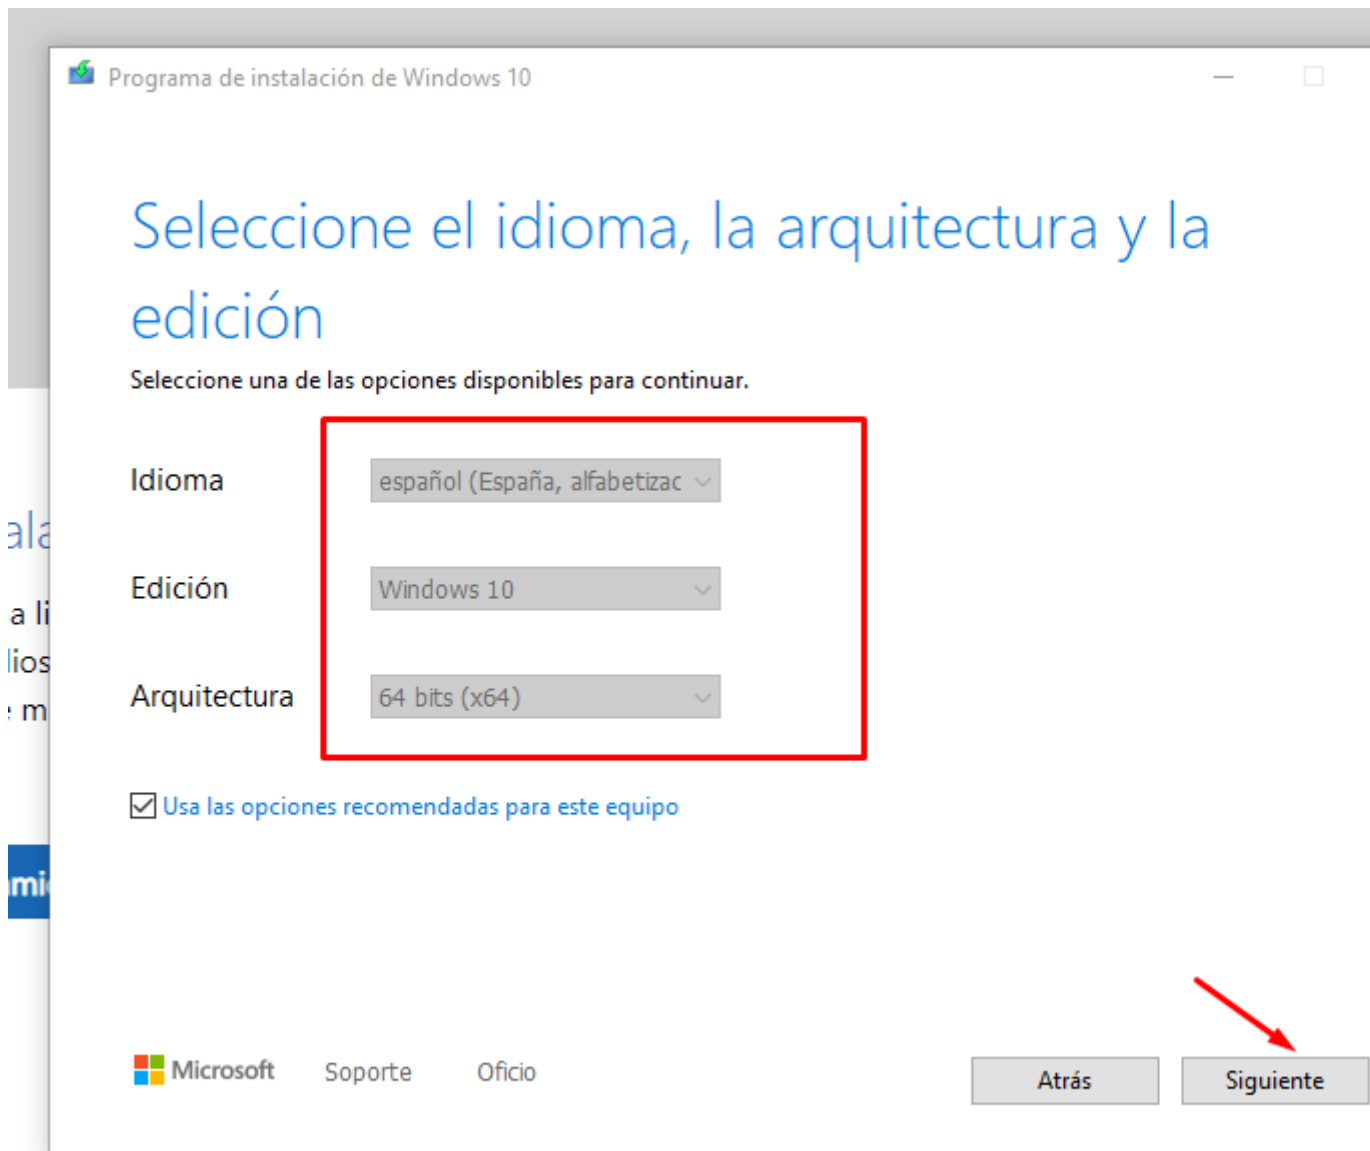 Programa de instalación de Windows 10
Seleccione el idioma, la arquitectura y la
edición
Seleccione una de las opciones disponibles para continuar.
Idioma
español (España, alfabetizac
Edición
Windows 10
a li
lios
Arquitectura
64 bits (x64)
Usa las opciones recomendadas para este equipo
Microsoft
Soporte
Oficio
Atrás
Siguiente